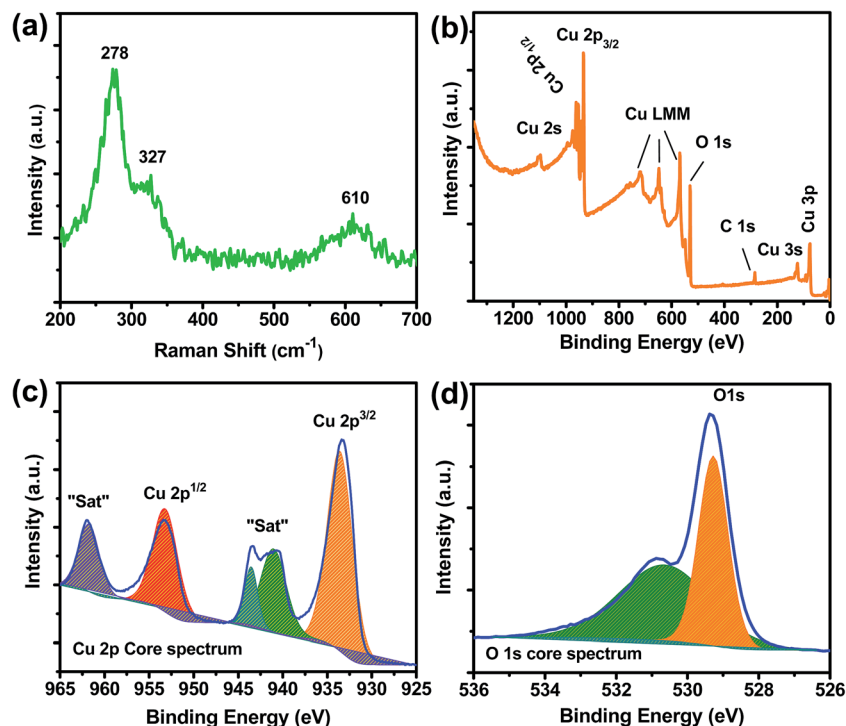 (a)
278
327
610
Intensity (a.u.)
200 300 400 500 600 700
Raman Shift (cm⁻¹)
(b)
Cu 2p₃/₂
Cu 2p₁/₂
Cu 2s
Cu LMM
O 1s
C 1s
Cu 3s
Cu 3p
Intensity (a.u.)
1200 1000 800 600 400 200 0
Binding Energy (eV)
(c)
Cu 2p³/²
Cu 2p¹/²
"Sat"
"Sat"
Cu 2p Core spectrum
Intensity (a.u.)
965 960 955 950 945 940 935 930 925
Binding Energy (eV)
(d)
O1s
O 1s core spectrum
Intensity (a.u.)
536 534 532 530 528 526
Binding Energy (eV)